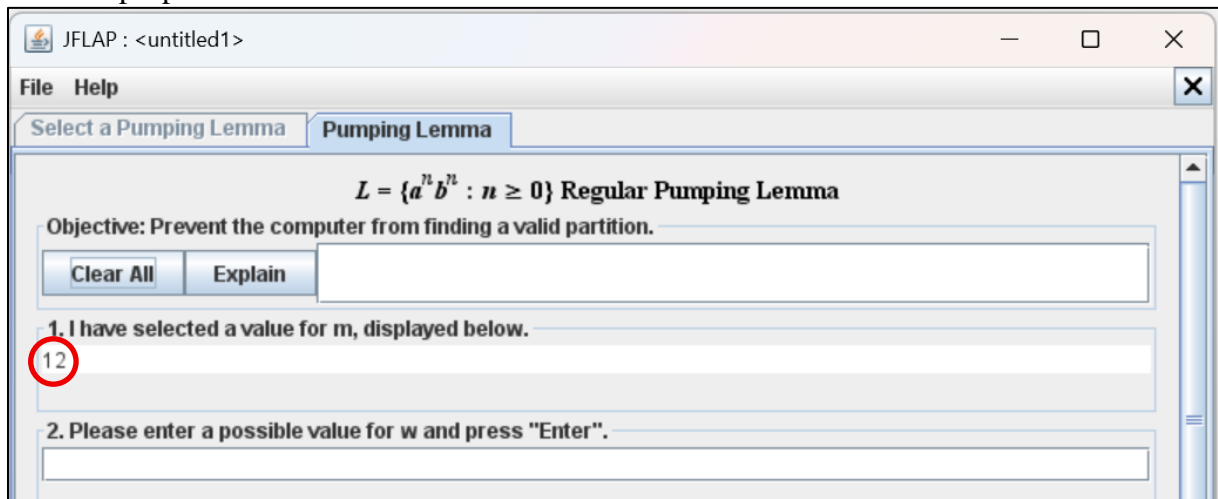 JFLAP : <untitled1>
File Help
Select a Pumping Lemma Pumping Lemma
L = {aⁿbⁿ : n ≥ 0} Regular Pumping Lemma
Objective: Prevent the computer from finding a valid partition.
Clear All Explain
1. I have selected a value for m, displayed below.
12
2. Please enter a possible value for w and press "Enter".